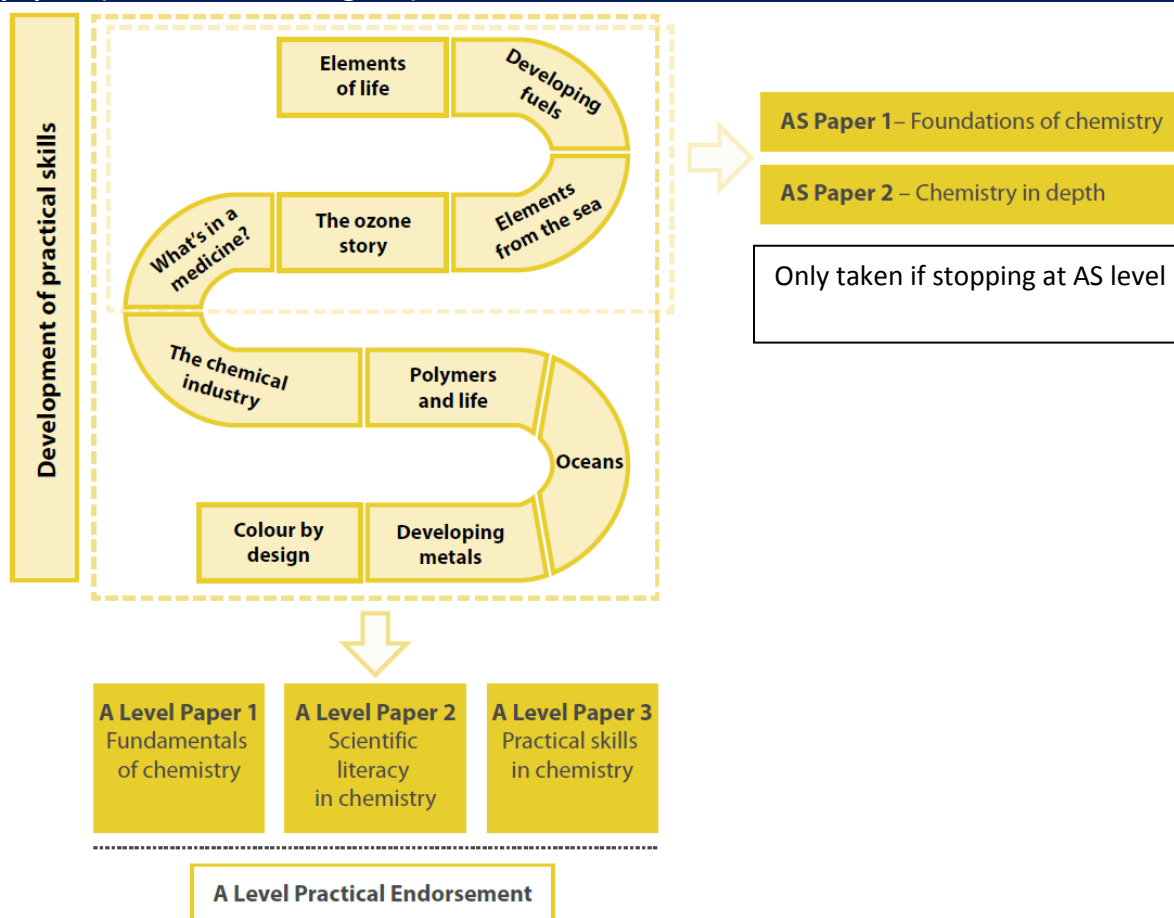 Development of practical skills
Elements
of life
Developing
fuels
Elements
from the sea
The ozone
story
What's in a
medicine?
The chemical
industry
Polymers
and life
Oceans
Developing
metals
Colour by
design
AS Paper 1– Foundations of chemistry
AS Paper 2 – Chemistry in depth
Only taken if stopping at AS level
A Level Paper 1
Fundamentals
of chemistry
A Level Paper 2
Scientific
literacy
in chemistry
A Level Paper 3
Practical skills
in chemistry
A Level Practical Endorsement